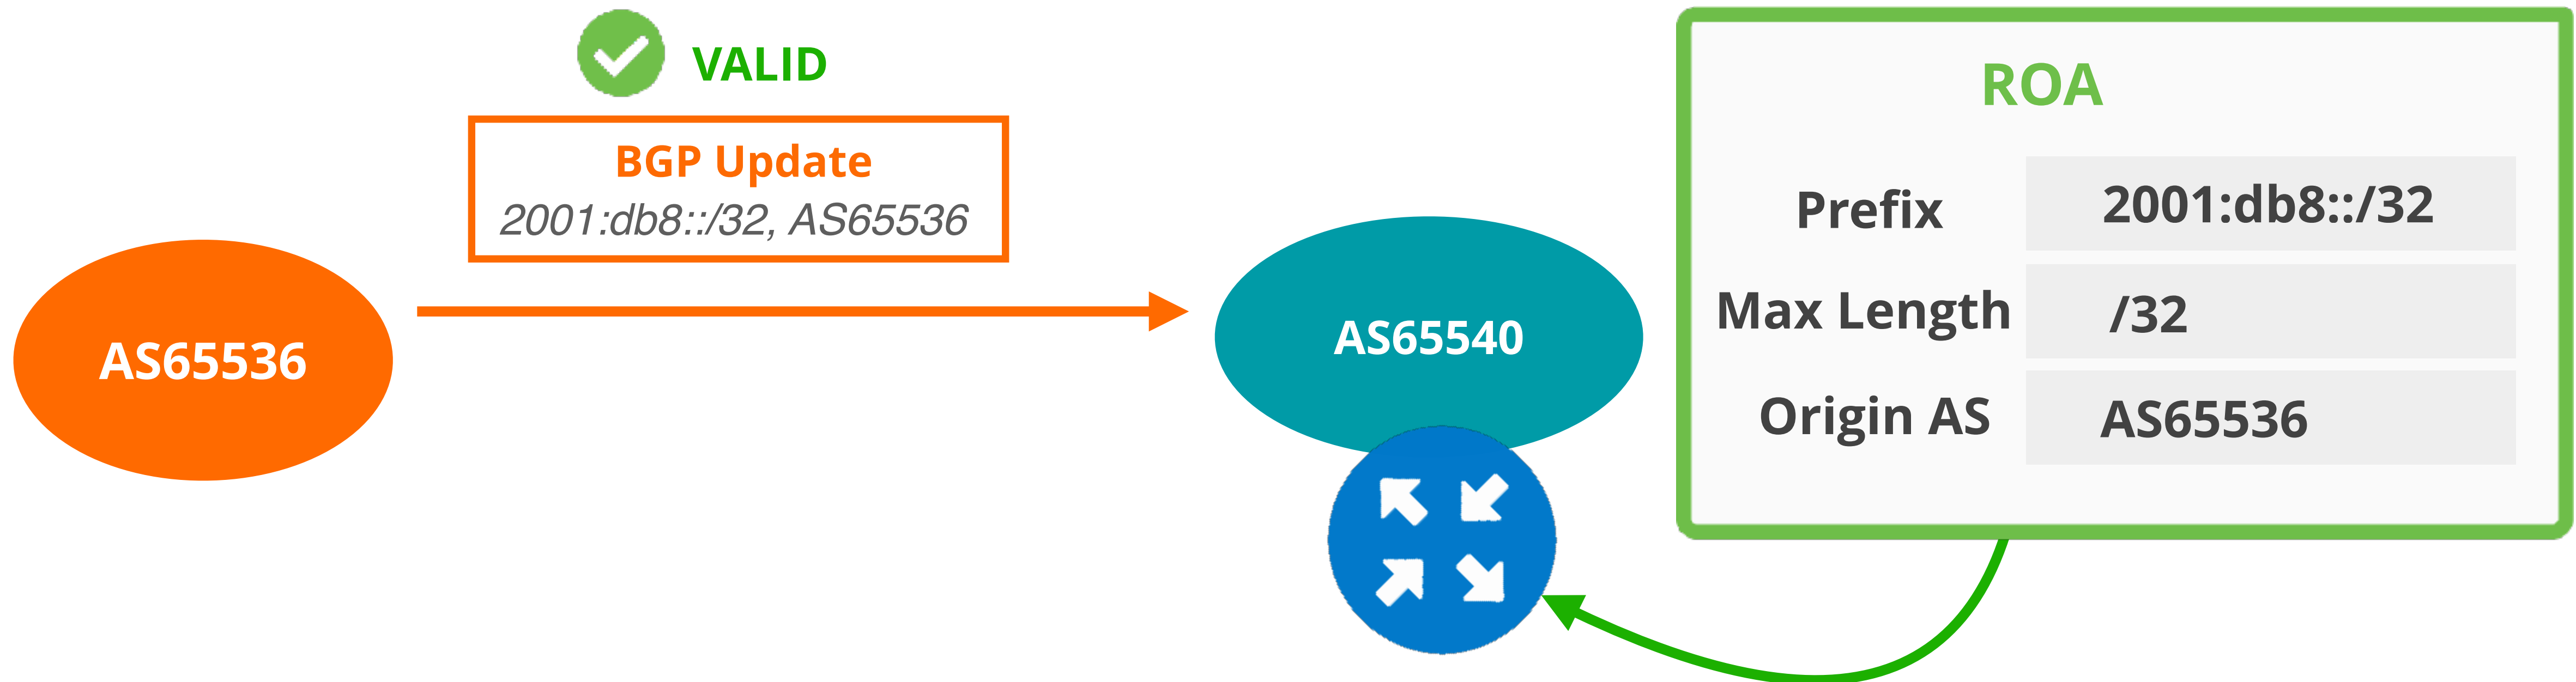 VALID
BGP Update
2001:db8::/32, AS65536
AS65536
AS65540
ROA
Prefix 2001:db8::/32
Max Length /32
Origin AS AS65536